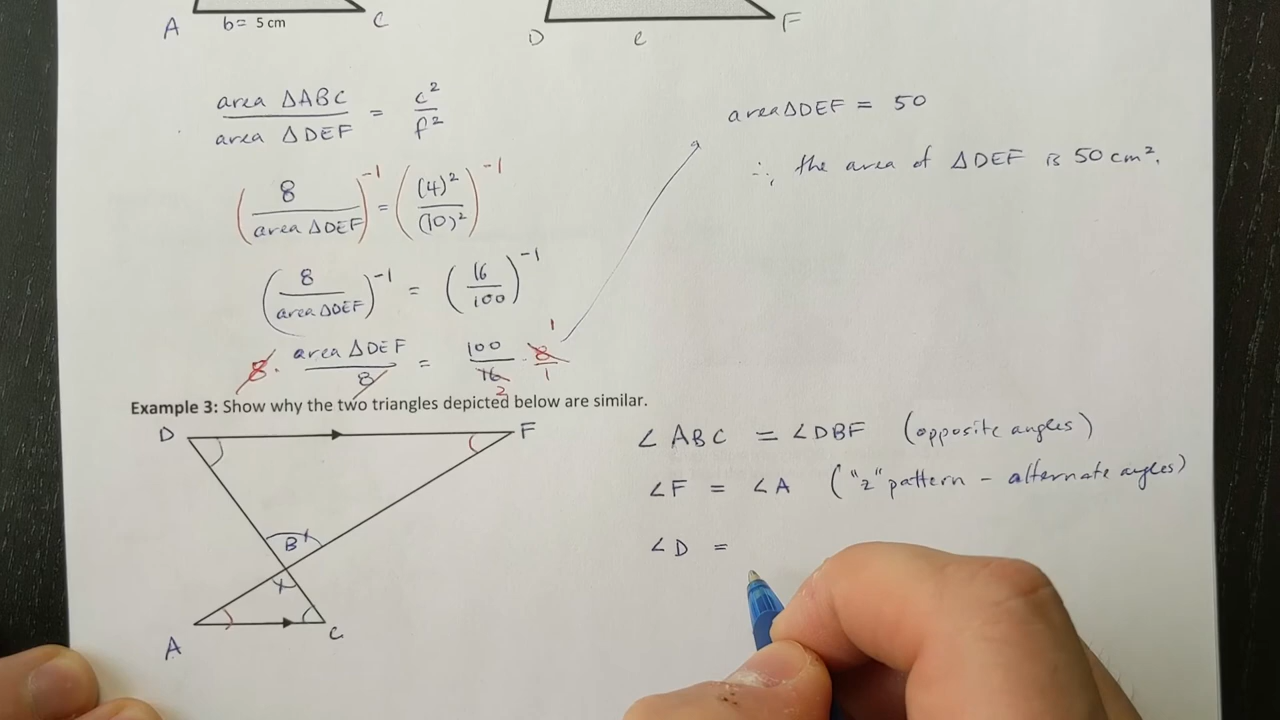 A b= 5 cm C
D e F
area ΔABC / area ΔDEF = c² / f²
(8 / area ΔDEF)⁻¹ = ((4)² / (10)²)⁻¹
(8 / area ΔDEF)⁻¹ = (16 / 100)⁻¹
8 · area ΔDEF / 8 = 100 / 16 · 8 / 1
2 1
area ΔDEF = 50
∴, the area of ΔDEF is 50 cm².
Example 3: Show why the two triangles depicted below are similar.
D F
B
A C
∠ABC = ∠DBF (opposite angles)
∠F = ∠A ("z" pattern - alternate angles)
∠D =